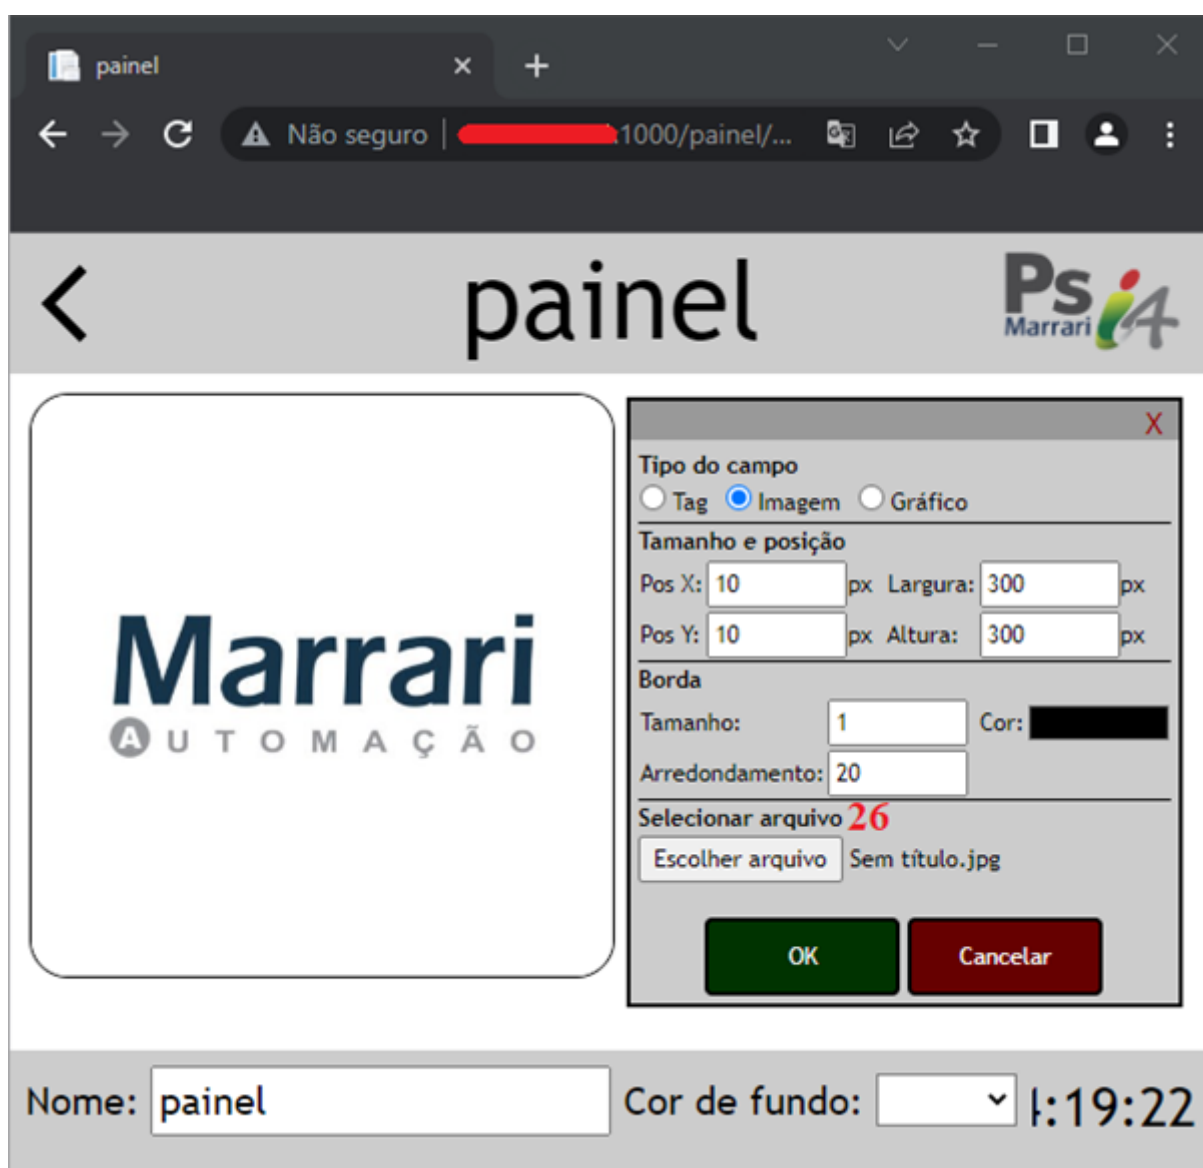 painel
Não seguro | :1000/painel/...
painel
Ps i4
Marrari
X
Tipo do campo
Tag Imagem Gráfico
Tamanho e posição
Pos X: 10 px Largura: 300 px
Pos Y: 10 px Altura: 300 px
Borda
Tamanho: 1 Cor:
Arredondamento: 20
Selecionar arquivo 26
Escolher arquivo Sem título.jpg
OK Cancelar
Marrari
AUTOMAÇÃO
Nome: painel Cor de fundo: :19:22